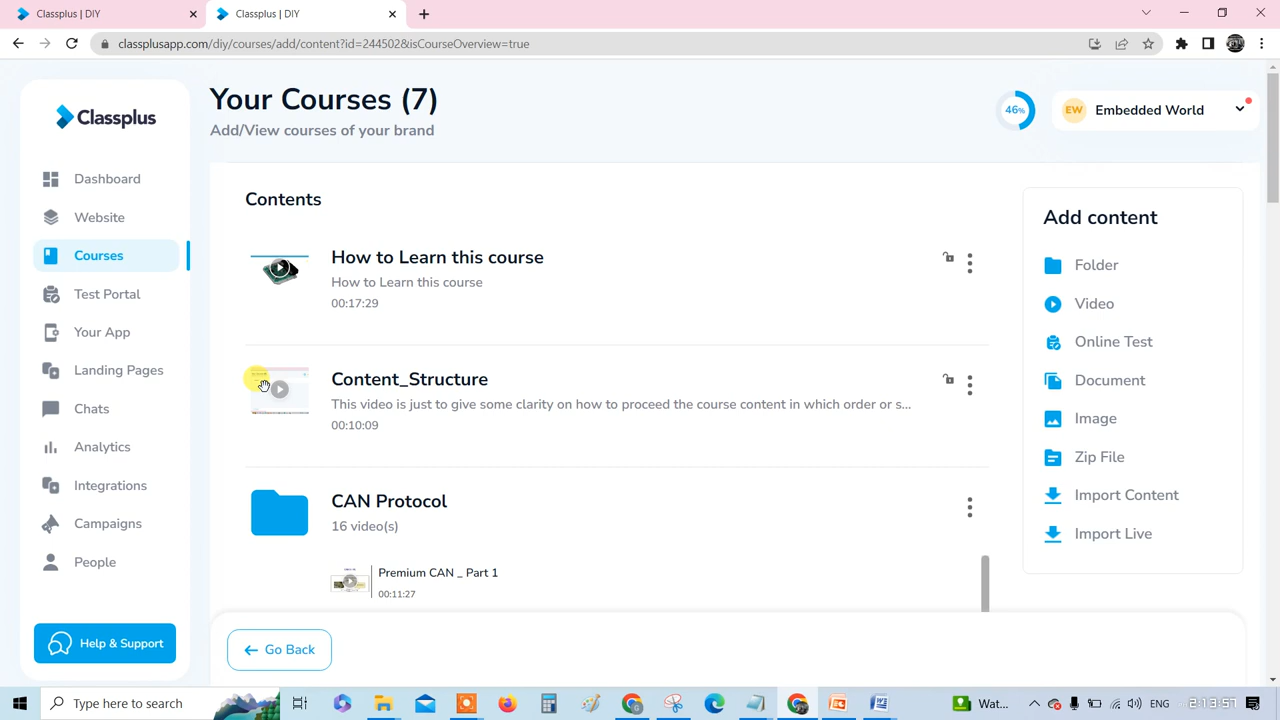 Classplus | DIY
Classplus | DIY
classplusapp.com/diy/courses/add/content?id=244502&isCourseOverview=true
Classplus
Dashboard
Website
Courses
Test Portal
Your App
Landing Pages
Chats
Analytics
Integrations
Campaigns
People
Help & Support
Your Courses (7)
Add/View courses of your brand
46%
EW Embedded World
Contents
How to Learn this course
How to Learn this course
00:17:29
Content_Structure
This video is just to give some clarity on how to proceed the course content in which order or s...
00:10:09
CAN Protocol
16 video(s)
Premium CAN _ Part 1
00:11:27
Go Back
Add content
Folder
Video
Online Test
Document
Image
Zip File
Import Content
Import Live
Type here to search
Wat...
ENG
2:13:57